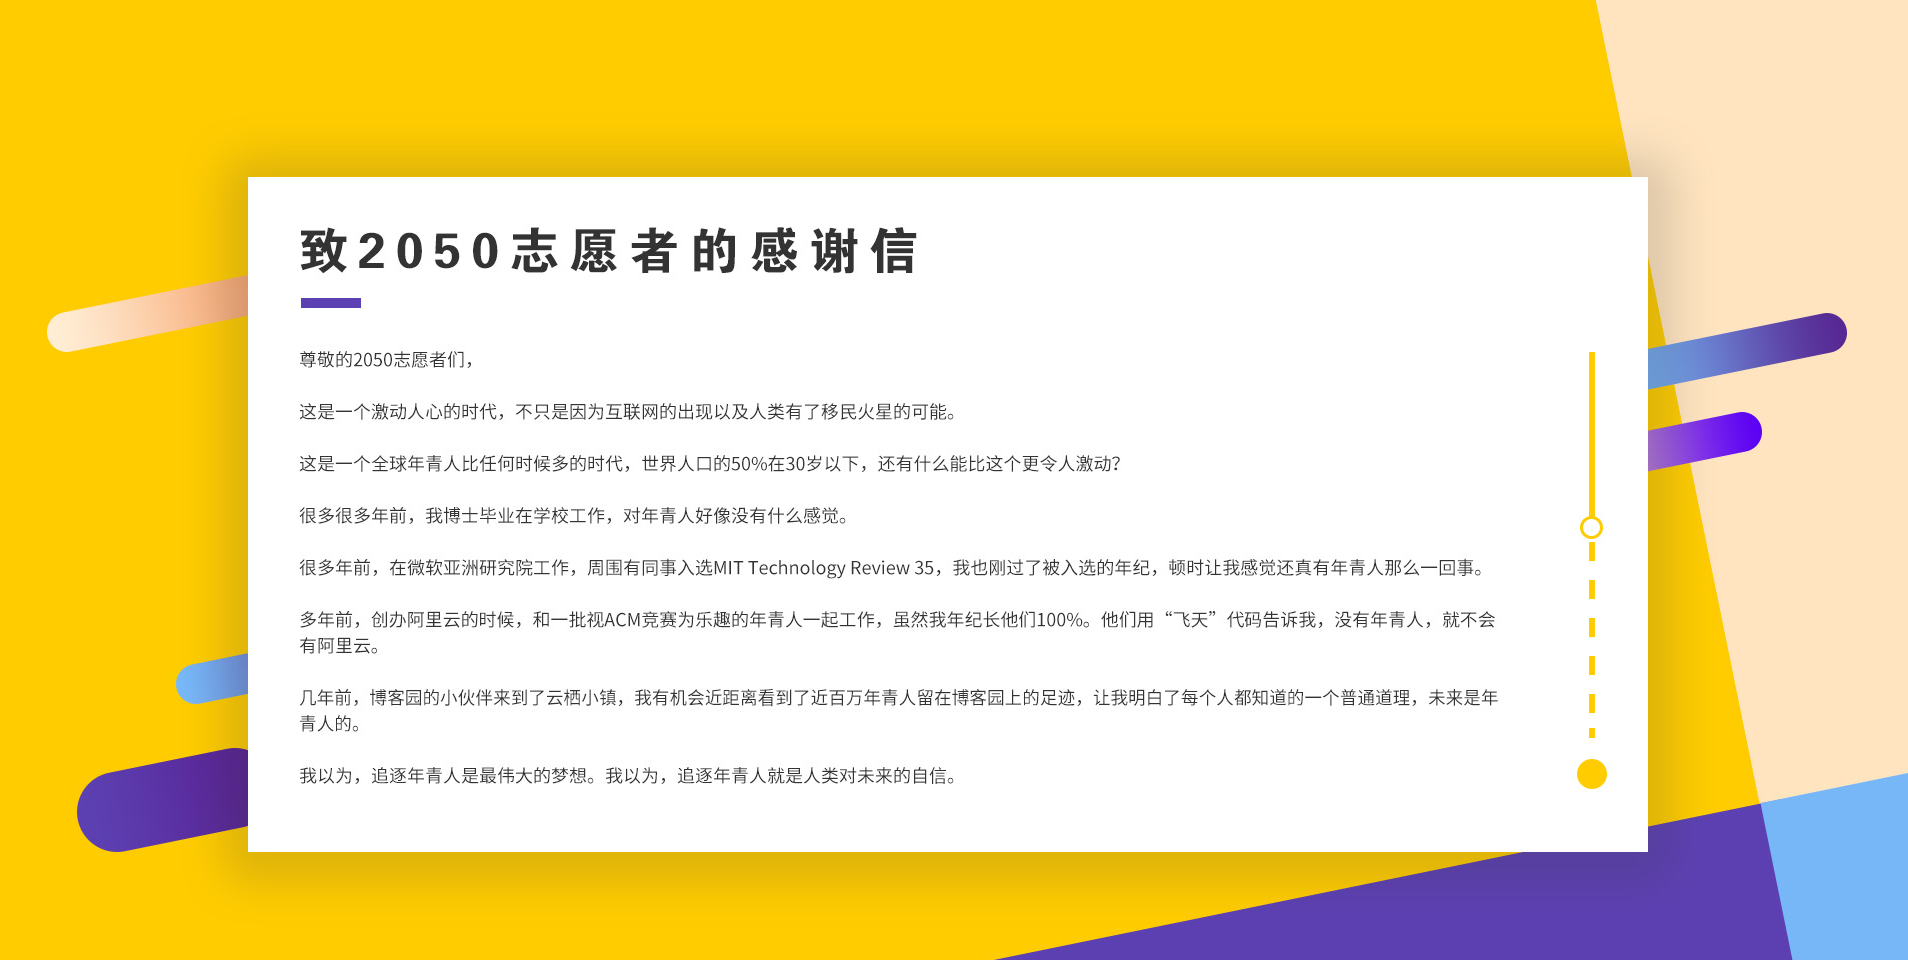 致2050志愿者的感谢信
尊敬的2050志愿者们，
这是一个激动人心的时代，不只是因为互联网的出现以及人类有了移民火星的可能。
这是一个全球年青人比任何时候多的时代，世界人口的50%在30岁以下，还有什么能比这个更令人激动？
很多很多年前，我博士毕业在学校工作，对年青人好像没有什么感觉。
很多年前，在微软亚洲研究院工作，周围有同事入选MIT Technology Review 35，我也刚过了被入选的年纪，顿时让我感觉还真有年青人那么一回事。
多年前，创办阿里云的时候，和一批视ACM竞赛为乐趣的年青人一起工作，虽然我年纪长他们100%。他们用“飞天”代码告诉我，没有年青人，就不会
有阿里云。
几年前，博客园的小伙伴来到了云栖小镇，我有机会近距离看到了近百万年青人留在博客园上的足迹，让我明白了每个人都知道的一个普通道理，未来是年
青人的。
我以为，追逐年青人是最伟大的梦想。我以为，追逐年青人就是人类对未来的自信。